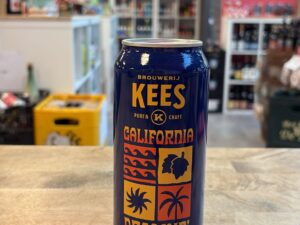 BROUWERIJ
KEES
PURE & CRAFT
K
CALIFORNIA